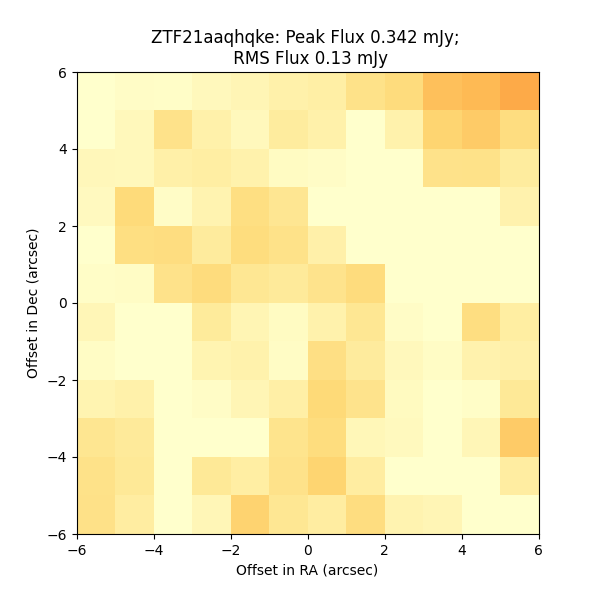 ZTF21aaqhqke: Peak Flux 0.342 mJy;
RMS Flux 0.13 mJy
6
4
2
0
−2
−4
−6
Offset in Dec (arcsec)
−6 −4 −2 0 2 4 6
Offset in RA (arcsec)